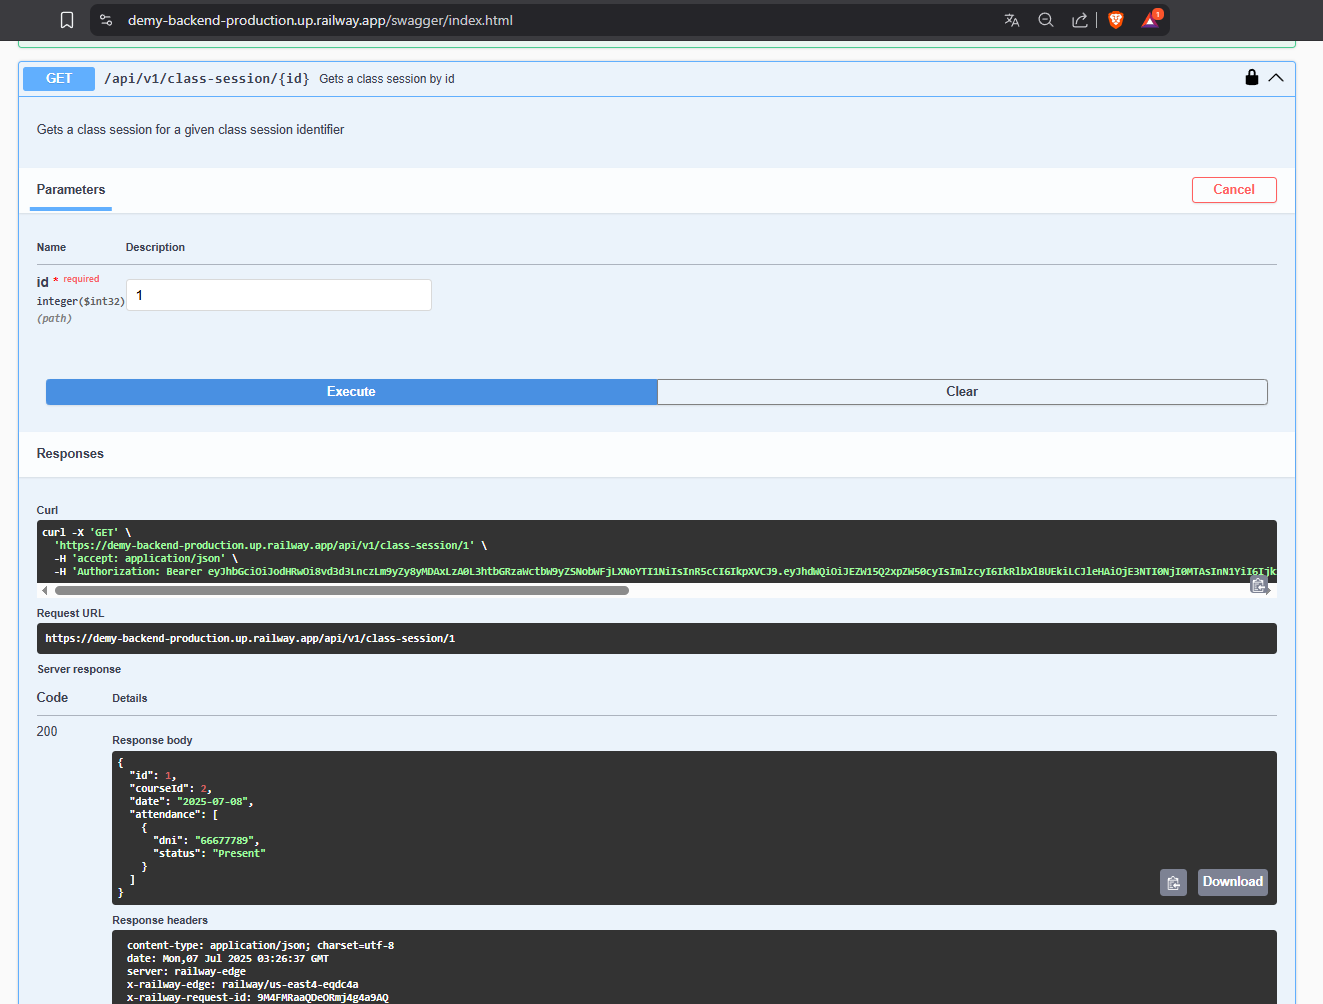 demy-backend-production.up.railway.app/swagger/index.html
1
GET /api/v1/class-session/{id} Gets a class session by id
Gets a class session for a given class session identifier
Parameters
Cancel
Name Description
id * required
integer($int32)
(path)
1
Execute
Clear
Responses
Curl
curl -X 'GET' \
'https://demy-backend-production.up.railway.app/api/v1/class-session/1' \
-H 'accept: application/json' \
-H 'Authorization: Bearer
Request URL
https://demy-backend-production.up.railway.app/api/v1/class-session/1
Server response
Code Details
200
Response body
{
"id": 1,
"courseId": 2,
"date": "2025-07-08",
"attendance": [
{
"dni": "66677789",
"status": "Present"
}
]
}
Download
Response headers
content-type: application/json; charset=utf-8
date: Mon,07 Jul 2025 03:26:37 GMT
server: railway-edge
x-railway-edge: railway/us-east4-eqdc4a
x-railway-request-id: 9M4FMRaaQDeORmj4g4a9AQ